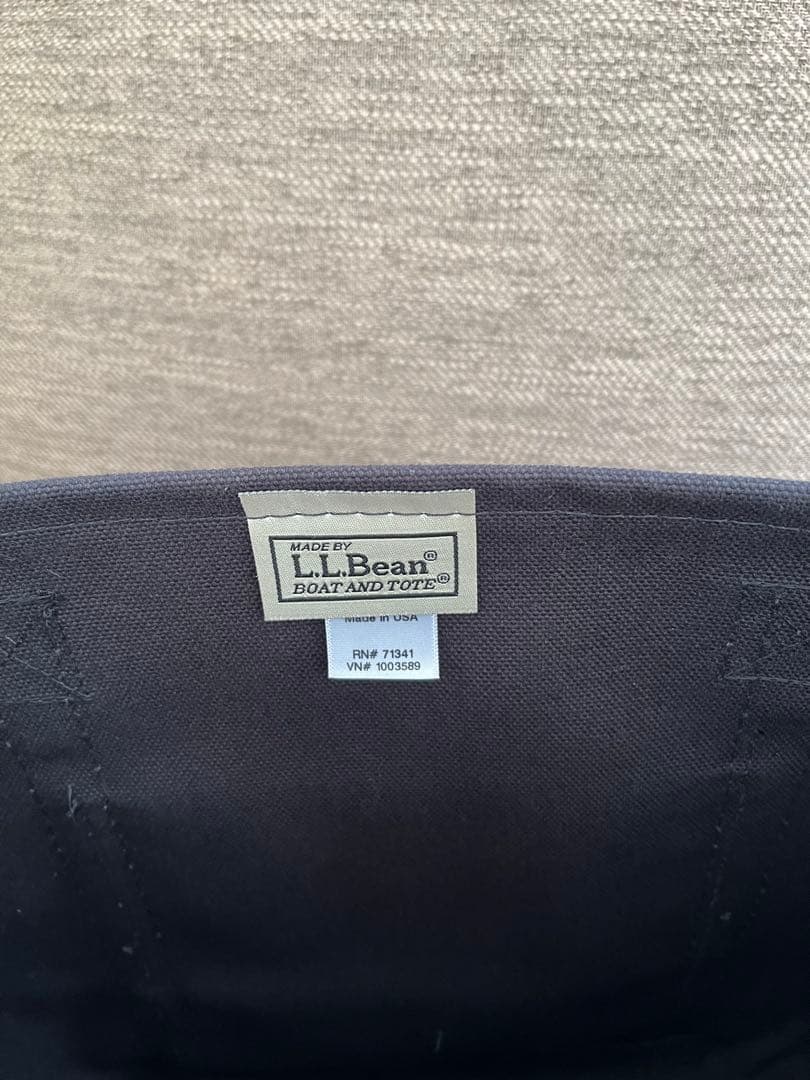 MADE BY
L.L.Bean®
BOAT AND TOTE®
Made in USA
RN# 71341
VN# 1003589